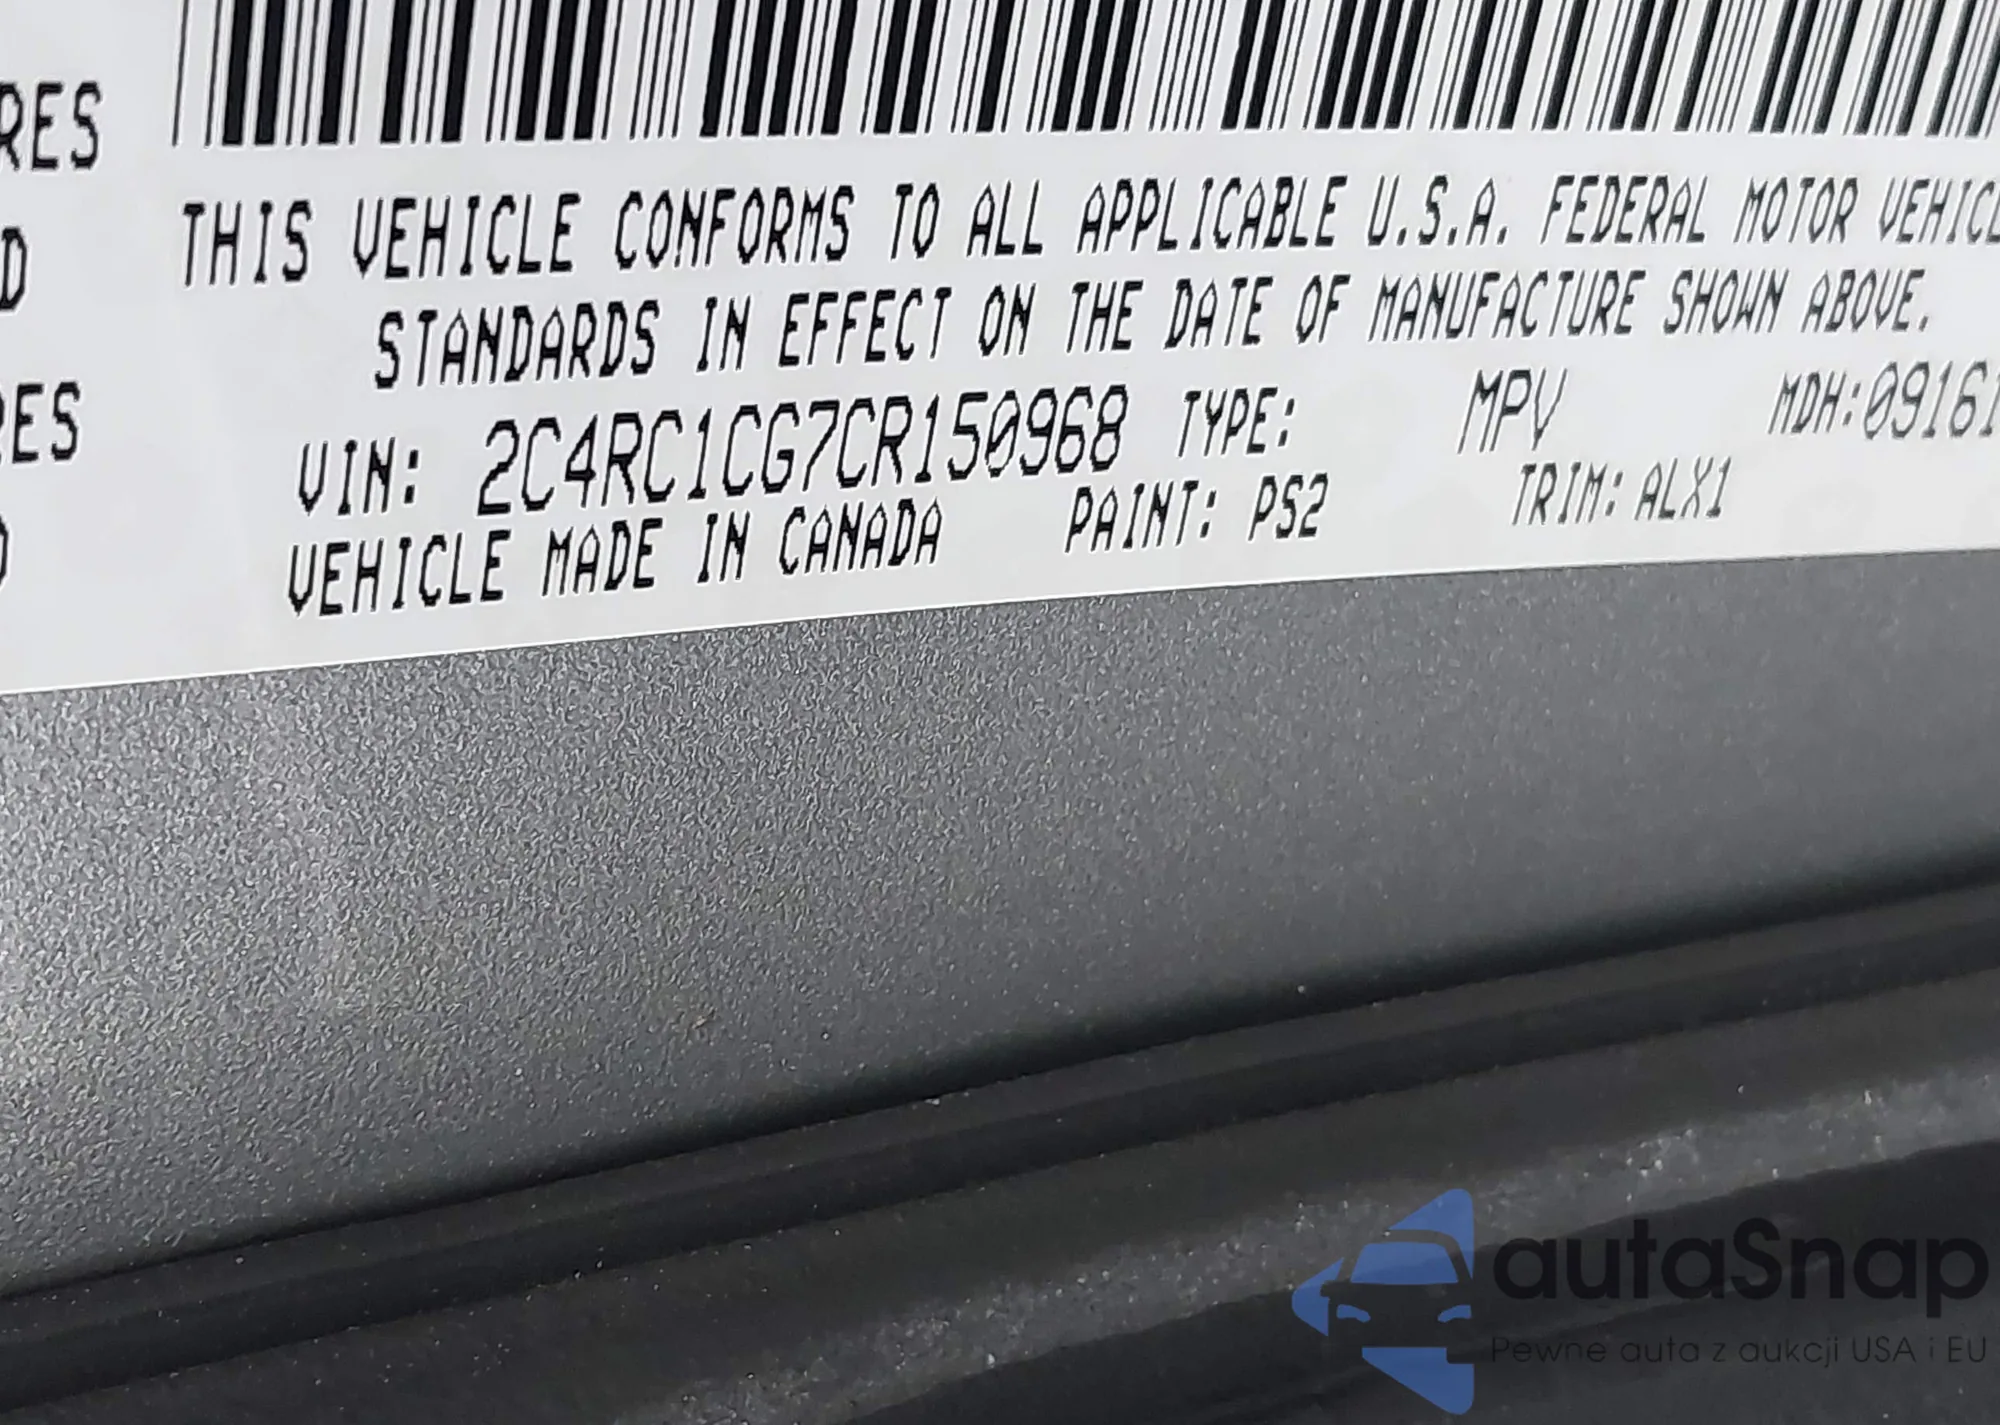 RES
THIS VEHICLE CONFORMS TO ALL APPLICABLE U.S.A. FEDERAL MOTOR VEHICL
D
STANDARDS IN EFFECT ON THE DATE OF MANUFACTURE SHOWN ABOVE.
RES
VIN: 2C4RC1CG7CR150968 TYPE: MPV MDH:09161
VEHICLE MADE IN CANADA PAINT: PS2 TRIM: ALX1
autaSnap
Pewne auta z aukcji USA i EU